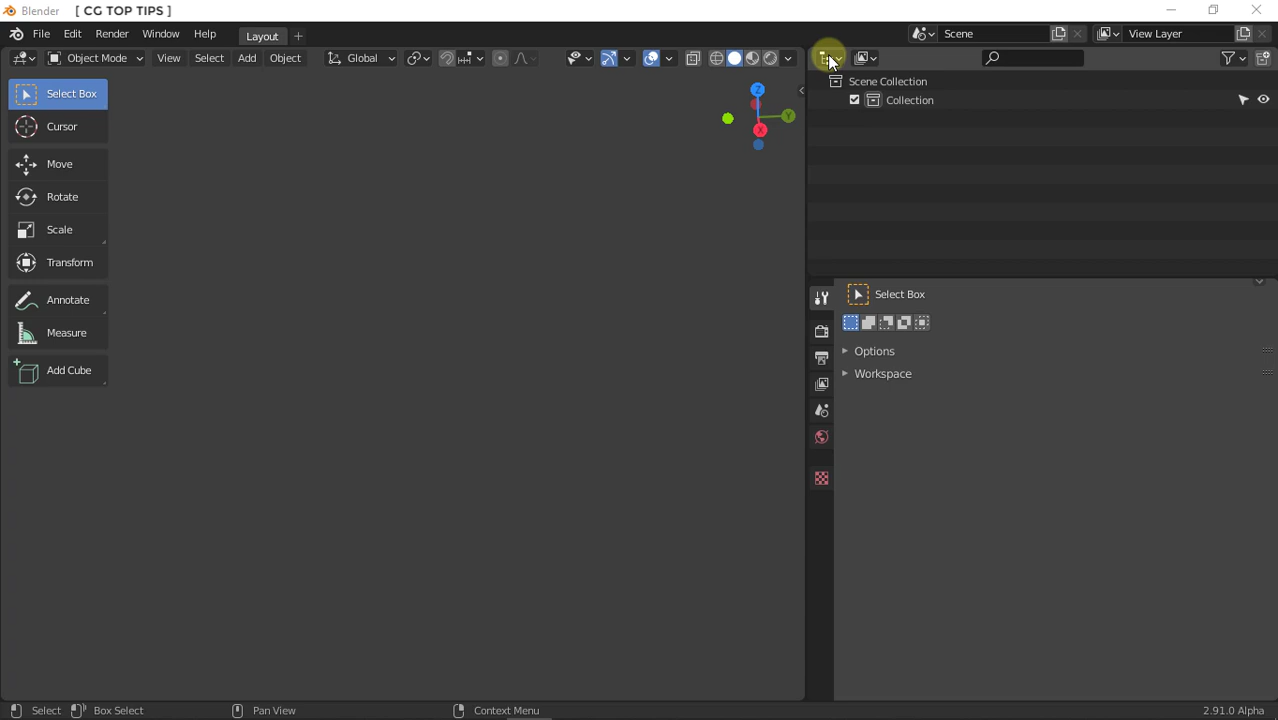 Blender [ CG TOP TIPS ]
File Edit Render Window Help Layout + Scene View Layer
Object Mode View Select Add Object Global
Select Box
Cursor
Move
Rotate
Scale
Transform
Annotate
Measure
Add Cube
Z
Y
X
Scene Collection
Collection
Select Box
Options
Workspace
Select Box Select Pan View Context Menu 2.91.0 Alpha